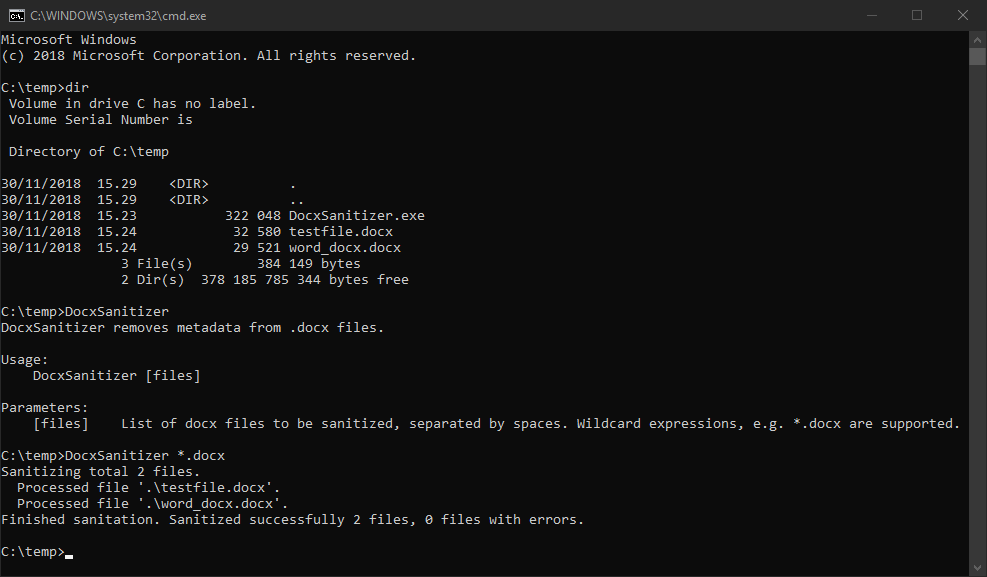 C:\WINDOWS\system32\cmd.exe
Microsoft Windows
(c) 2018 Microsoft Corporation. All rights reserved.
C:\temp>dir
 Volume in drive C has no label.
 Volume Serial Number is
 Directory of C:\temp
30/11/2018  15.29    <DIR>          .
30/11/2018  15.29    <DIR>          ..
30/11/2018  15.23           322 048 DocxSanitizer.exe
30/11/2018  15.24            32 580 testfile.docx
30/11/2018  15.24            29 521 word_docx.docx
               3 File(s)        384 149 bytes
               2 Dir(s)  378 185 785 344 bytes free
C:\temp>DocxSanitizer
DocxSanitizer removes metadata from .docx files.
Usage:
    DocxSanitizer [files]
Parameters:
    [files]    List of docx files to be sanitized, separated by spaces. Wildcard expressions, e.g. *.docx are supported.
C:\temp>DocxSanitizer *.docx
Sanitizing total 2 files.
  Processed file '.\testfile.docx'.
  Processed file '.\word_docx.docx'.
Finished sanitation. Sanitized successfully 2 files, 0 files with errors.
C:\temp>